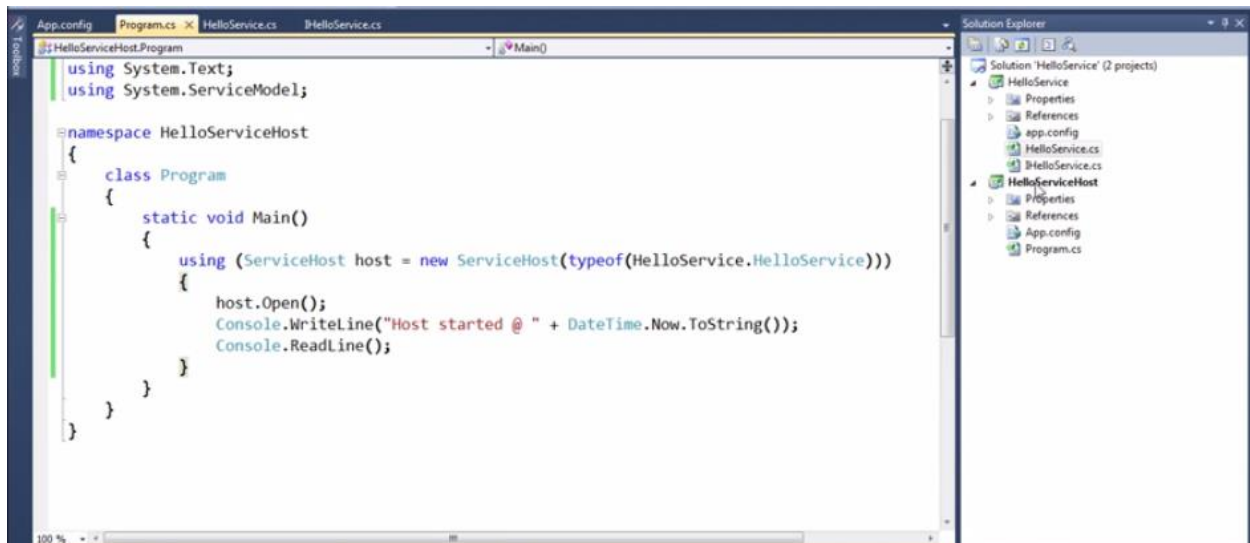 App.config Program.cs HelloService.cs IHelloService.cs
Toolbox
HelloServiceHost.Program Main()
using System.Text;
using System.ServiceModel;
namespace HelloServiceHost
{
class Program
{
static void Main()
{
using (ServiceHost host = new ServiceHost(typeof(HelloService.HelloService)))
{
host.Open();
Console.WriteLine("Host started @ " + DateTime.Now.ToString());
Console.ReadLine();
}
}
}
}
100 %
Solution Explorer
Solution 'HelloService' (2 projects)
HelloService
Properties
References
app.config
HelloService.cs
IHelloService.cs
HelloServiceHost
Properties
References
App.config
Program.cs